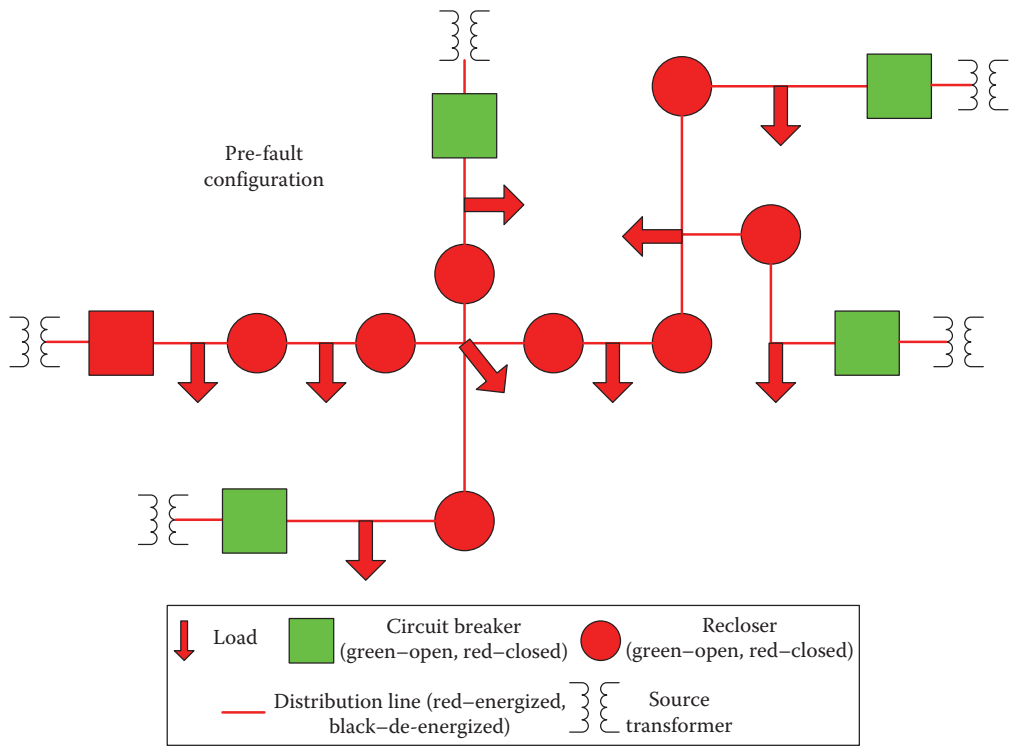 Pre-fault
configuration
Load
Circuit breaker
(green–open, red–closed)
Recloser
(green–open, red–closed)
Distribution line (red–energized,
black–de-energized)
Source
transformer